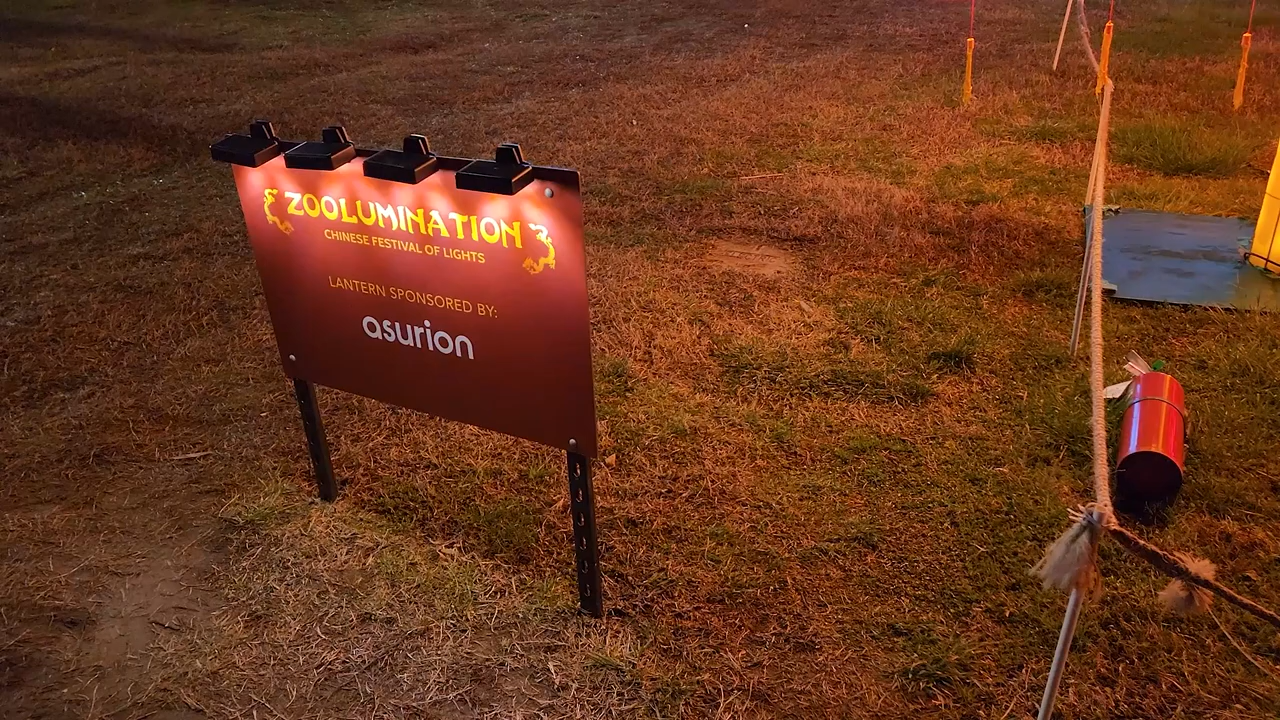 ZOOLUMINATION
CHINESE FESTIVAL OF LIGHTS
LANTERN SPONSORED BY:
asurion